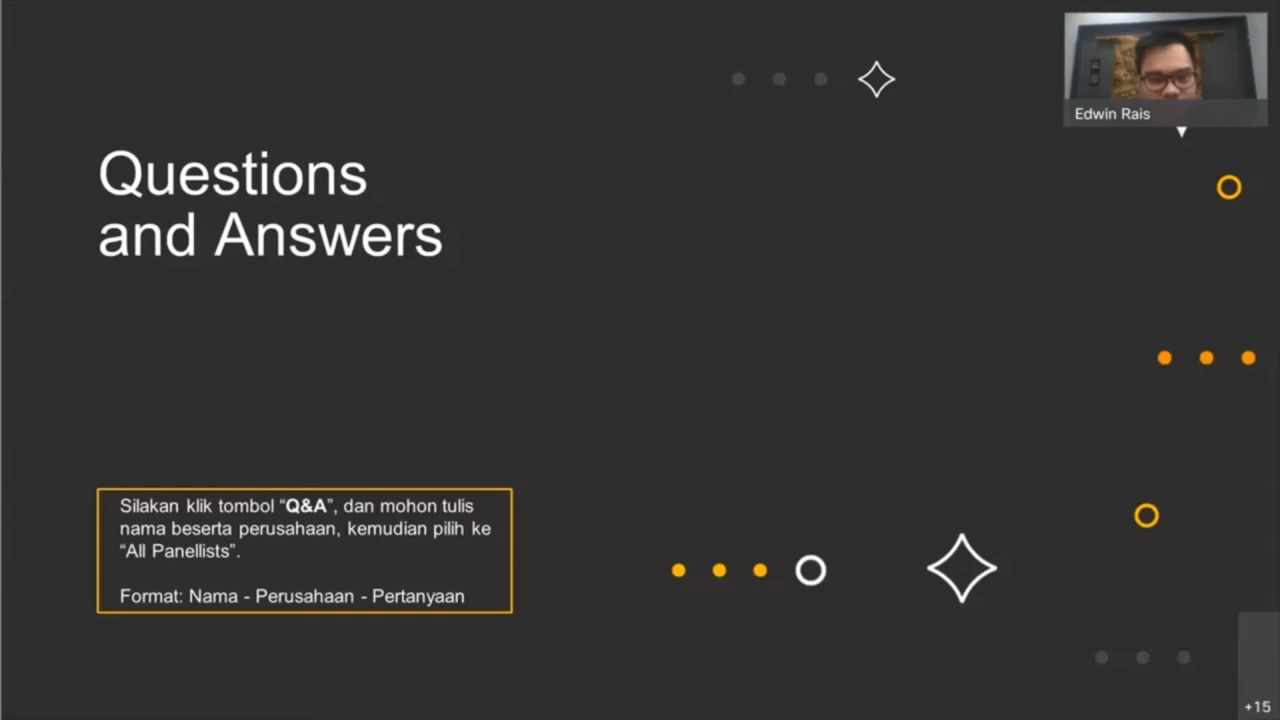 Edwin Rais
Questions
and Answers
Silakan klik tombol “Q&A”, dan mohon tulis
nama beserta perusahaan, kemudian pilih ke
“All Panellists”.
Format: Nama - Perusahaan - Pertanyaan
+15